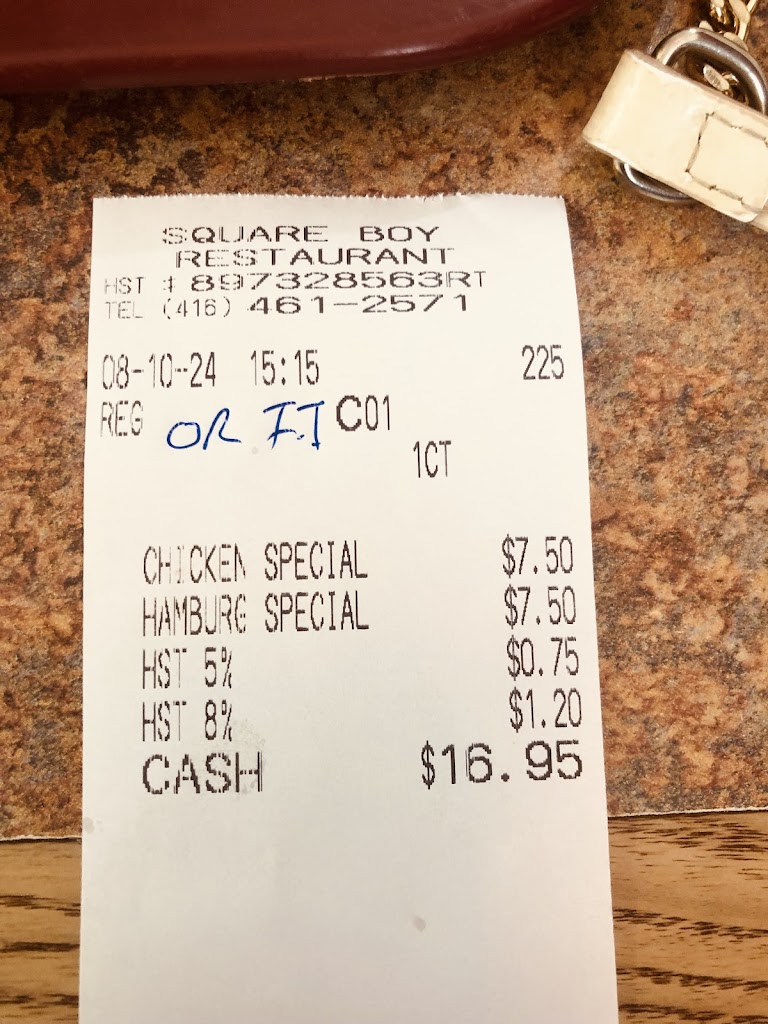 SQUARE BOY
RESTAURANT
HST # 897328563RT
TEL (416) 461-2571
08-10-24 15:15 225
REG OR II C01
1CT
CHICKEN SPECIAL $7.50
HAMBURG SPECIAL $7.50
HST 5% $0.75
HST 8% $1.20
CASH $16.95